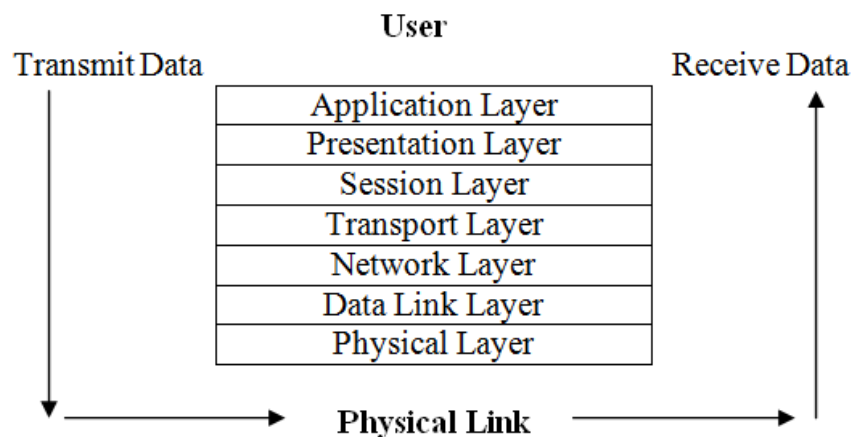 User
Transmit Data
Receive Data
Application Layer
Presentation Layer
Session Layer
Transport Layer
Network Layer
Data Link Layer
Physical Layer
Physical Link